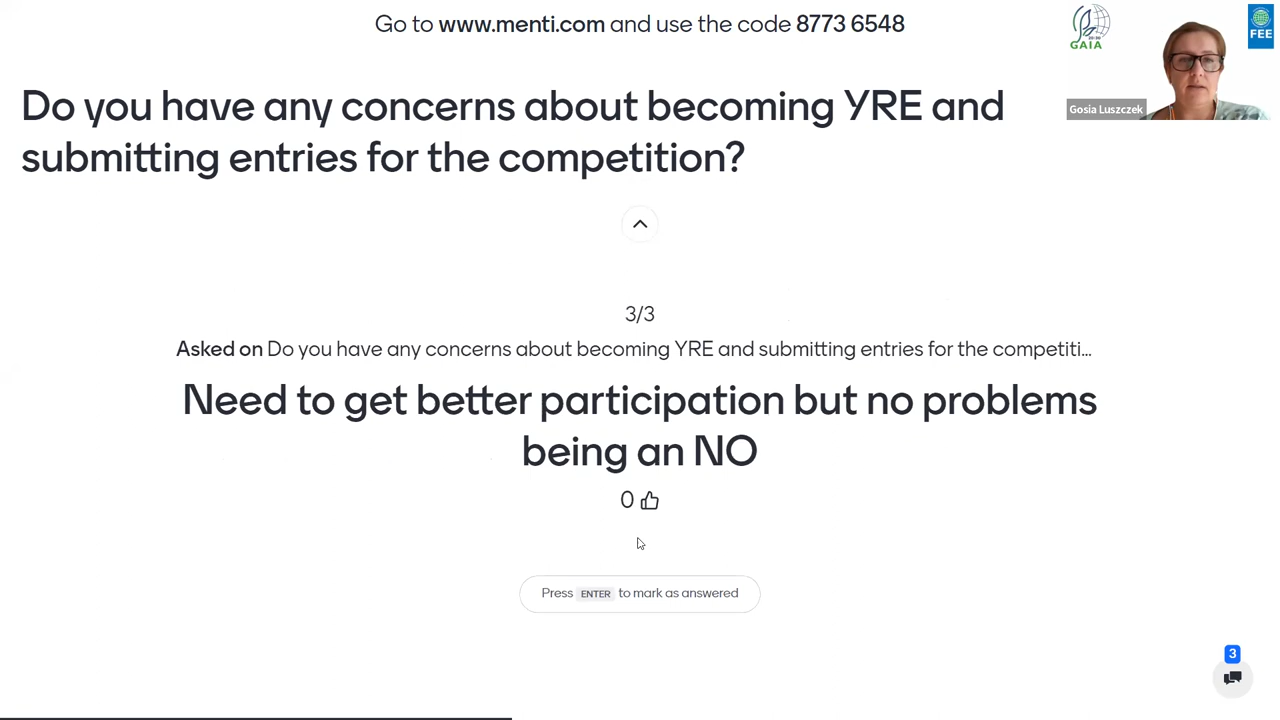 Go to www.menti.com and use the code 8773 6548
GAIA
FEE
Gosia Luszczek
Do you have any concerns about becoming YRE and
submitting entries for the competition?
3/3
Asked on Do you have any concerns about becoming YRE and submitting entries for the competiti...
Need to get better participation but no problems
being an NO
0
Press ENTER to mark as answered
3